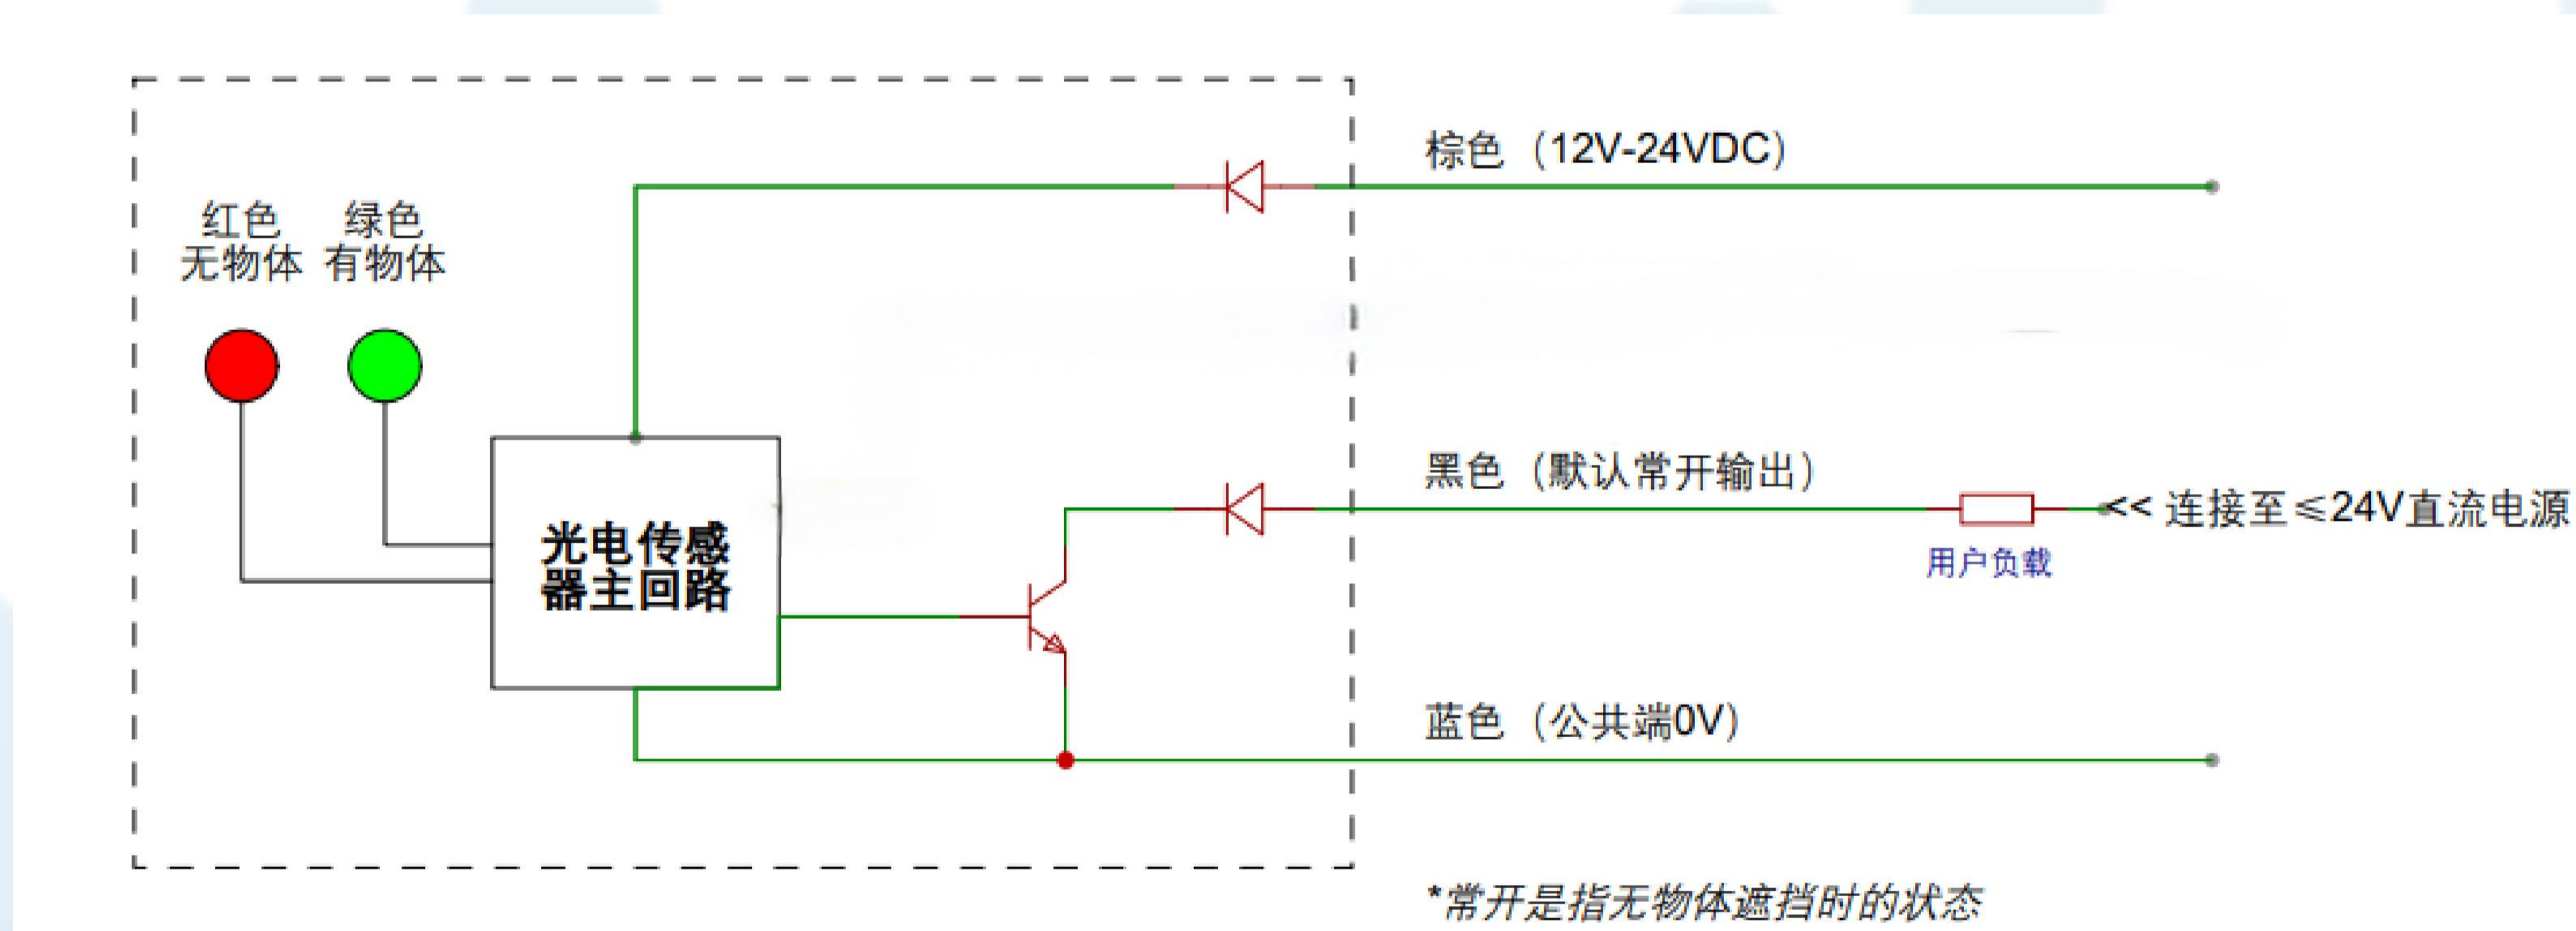 棕色（12V-24VDC）
红色 绿色
无物体 有物体
黑色（默认常开输出）
<< 连接至≤24V直流电源
用户负载
光电传感
器主回路
蓝色（公共端0V）
*常开是指无物体遮挡时的状态